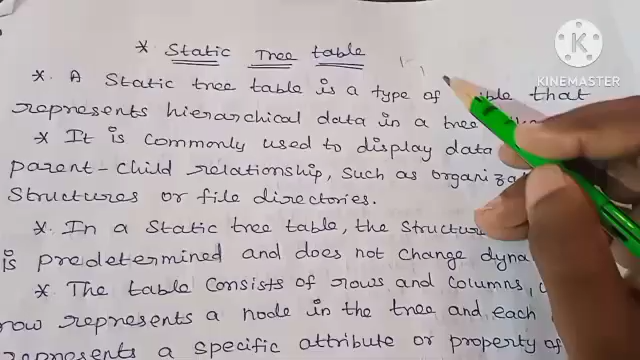 * Static Tree table
* A Static tree table is a type of table that
represents hierarchical data in a tree
* It is commonly used to display data
parent-child relationship, such as organiza
Structures or file directories.
* In a Static tree table, the Structur
is predetermined and does not change dyna
* The table consists of rows and columns,
row represents a node in the tree and each
represents a specific attribute or property of
KINEMASTER